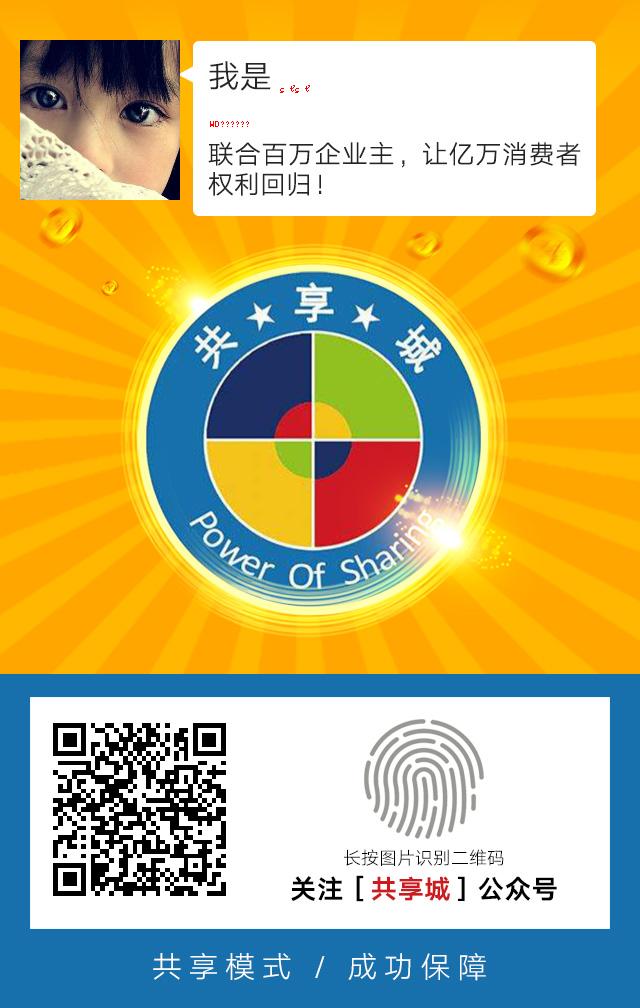 我是
WD??????
联合百万企业主，让亿万消费者
权利回归！
共★享★城
Power Of Sharing
长按图片识别二维码
关注［共享城］公众号
共享模式 / 成功保障